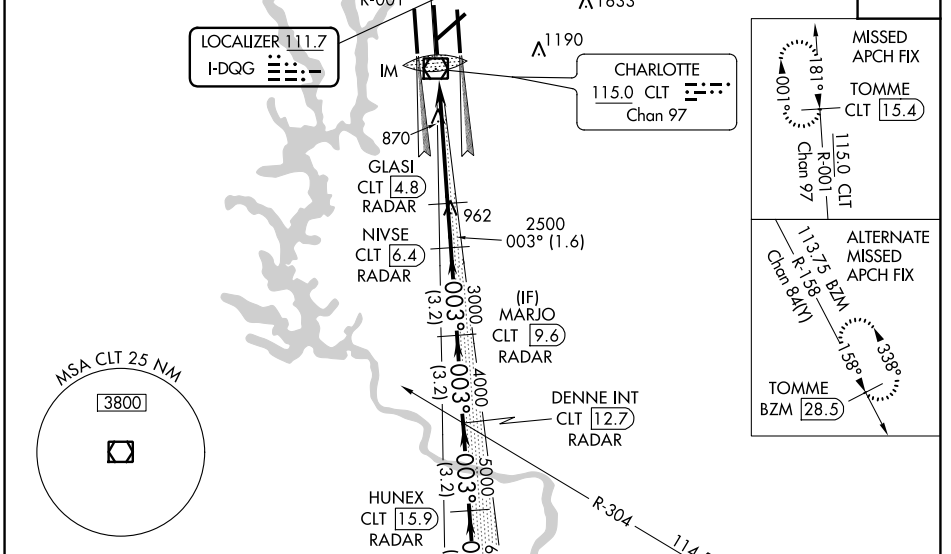 R-001
1833
LOCALIZER 111.7
I-DQG
IM
1190
CHARLOTTE
115.0 CLT
Chan 97
870
GLASI
CLT 4.8
RADAR
962
2500
003° (1.6)
NIVSE
CLT 6.4
RADAR
003°
3000
(3.2)
(IF)
MARJO
CLT 9.6
RADAR
003°
4000
(3.2)
DENNE INT
CLT 12.7
RADAR
003°
5000
(3.2)
HUNEX
CLT 15.9
RADAR
R-304
MSA CLT 25 NM
3800
MISSED
APCH FIX
TOMME
CLT 15.4
181°
001°
115.0 CLT
R-001
Chan 97
ALTERNATE
MISSED
APCH FIX
113.75 BZM
R-158
Chan 84(Y)
158°
338°
TOMME
BZM 28.5